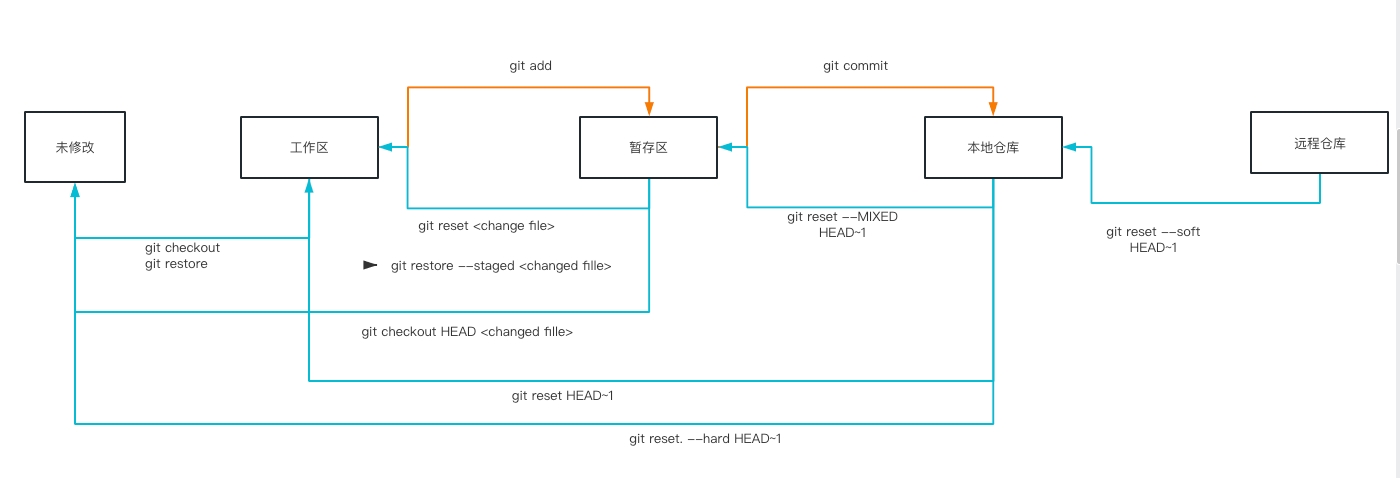 git add
git commit
未修改
工作区
暂存区
本地仓库
远程仓库
git reset <change file>
git reset --MIXED
HEAD~1
git reset --soft
HEAD~1
git checkout
git restore
git restore --staged <changed fille>
git checkout HEAD <changed fille>
git reset HEAD~1
git reset. --hard HEAD~1